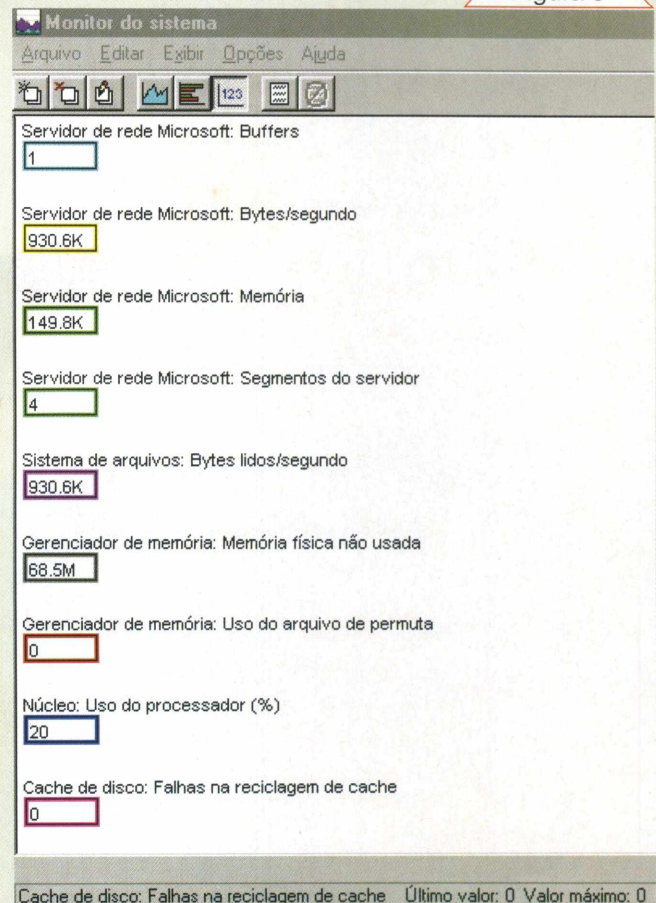 Monitor do sistema
Arquivo Editar Exibir Opções Ajuda
123
Servidor de rede Microsoft: Buffers
1
Servidor de rede Microsoft: Bytes/segundo
930.6K
Servidor de rede Microsoft: Memória
149.8K
Servidor de rede Microsoft: Segmentos do servidor
4
Sistema de arquivos: Bytes lidos/segundo
930.6K
Gerenciador de memória: Memória física não usada
68.5M
Gerenciador de memória: Uso do arquivo de permuta
0
Núcleo: Uso do processador (%)
20
Cache de disco: Falhas na reciclagem de cache
0
Cache de disco: Falhas na reciclagem de cache Último valor: 0 Valor máximo: 0